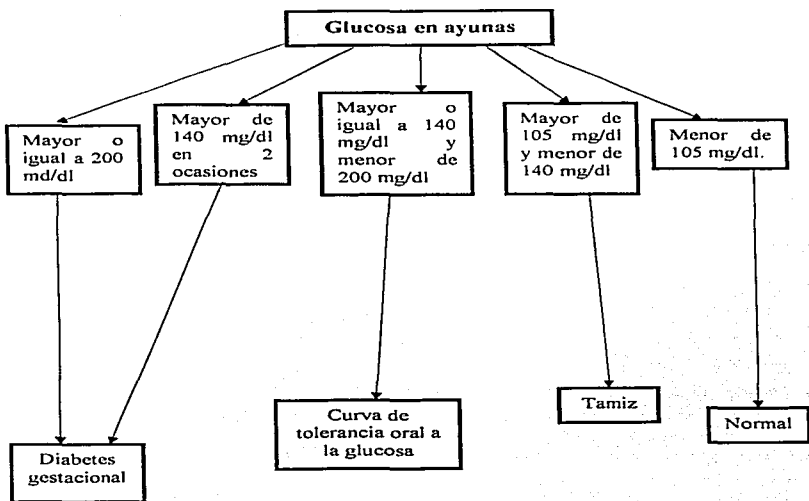 Glucosa en ayunas
Mayor o
igual a 200
md/dl
Mayor de
140 mg/dl
en 2
ocasiones
Mayor o
igual a 140
mg/dl y
menor de
200 mg/dl
Mayor de
105 mg/dl
y menor de
140 mg/dl
Menor de
105 mg/dl.
Diabetes
gestacional
Curva de
tolerancia oral a
la glucosa
Tamiz
Normal